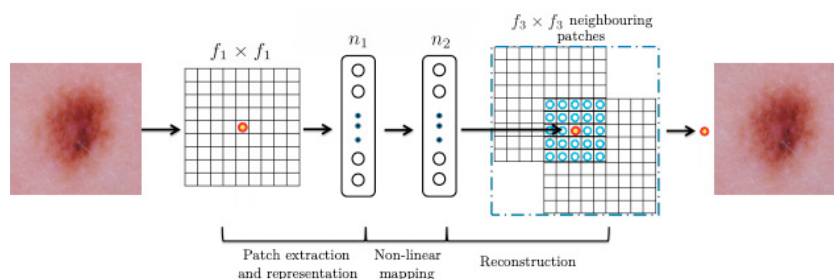 f₁ × f₁
n₁
n₂
f₃ × f₃ neighbouring
patches
Patch extraction
and representation
Non-linear
mapping
Reconstruction